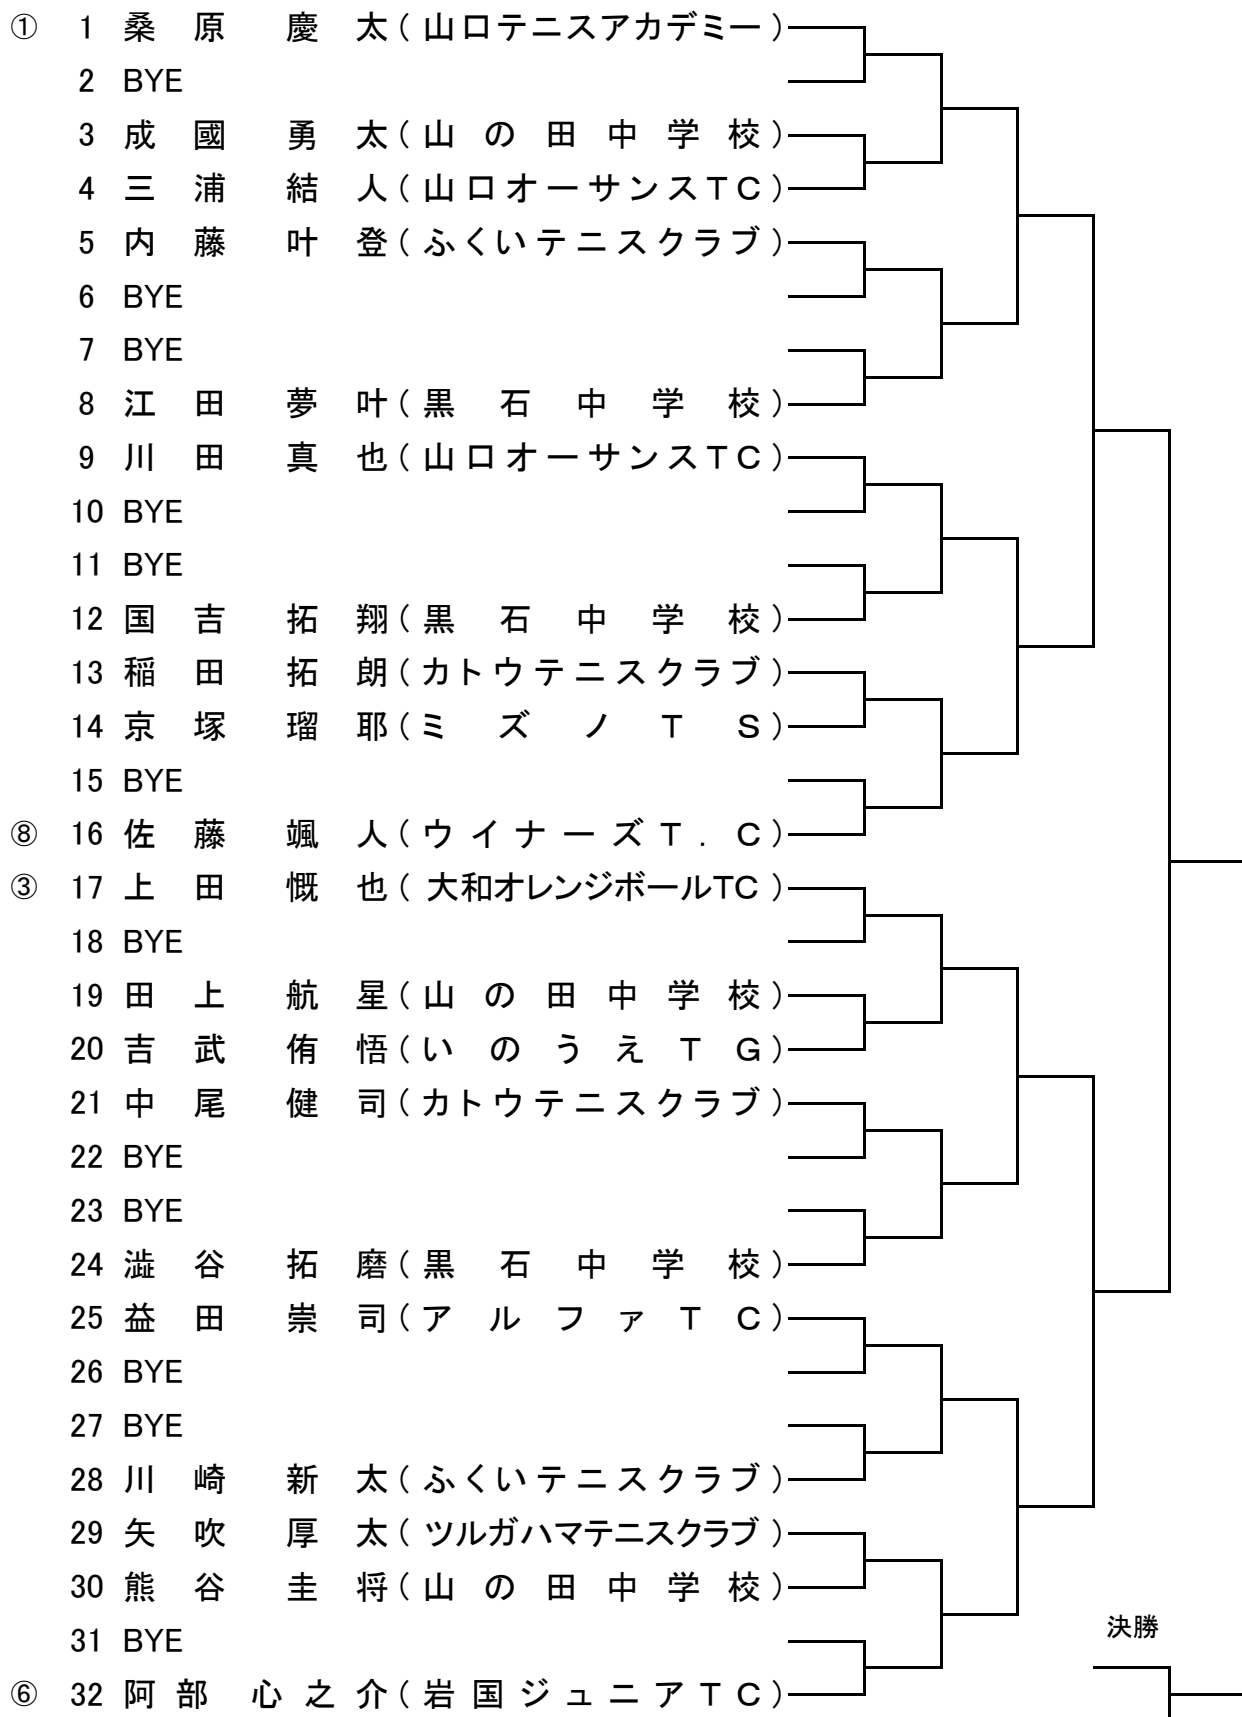 ① 1 桑原 慶太(山口テニスアカデミー)
2 BYE
3 成國 勇太(山の田中学校)
4 三浦 結人(山口オーサンスTC)
5 内藤 叶登(ふくいテニスクラブ)
6 BYE
7 BYE
8 江田 夢叶(黒石中学校)
9 川田 真也(山口オーサンスTC)
10 BYE
11 BYE
12 国吉 拓翔(黒石中学校)
13 稲田 拓朗(カトウテニスクラブ)
14 京塚 瑠耶(ミズノTS)
15 BYE
⑧ 16 佐藤 颯人(ウイナーズT.C)
③ 17 上田 慨也(大和オレンジボールTC)
18 BYE
19 田上 航星(山の田中学校)
20 吉武 侑悟(いのうえTG)
21 中尾 健司(カトウテニスクラブ)
22 BYE
23 BYE
24 澁谷 拓磨(黒石中学校)
25 益田 崇司(アルファTC)
26 BYE
27 BYE
28 川崎 新太(ふくいテニスクラブ)
29 矢吹 厚太(ツルガハマテニスクラブ)
30 熊谷 圭将(山の田中学校)
31 BYE
決勝
⑥ 32 阿部 心之介(岩国ジュニアTC)